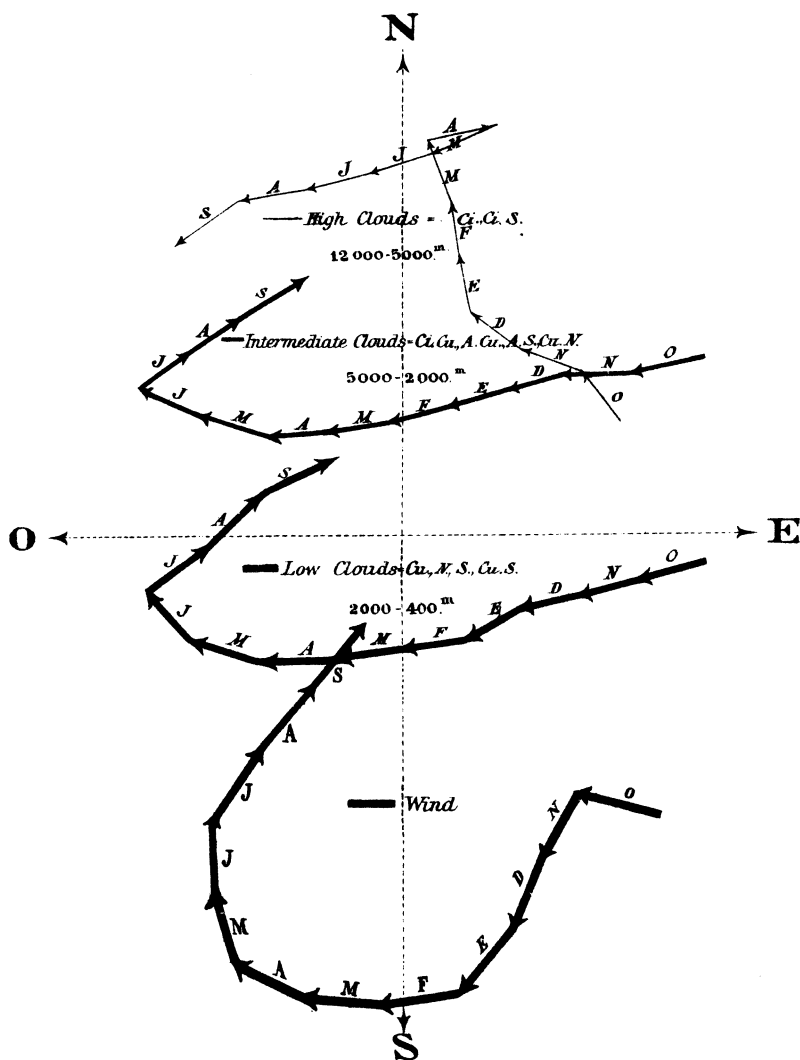 N
A
M
J
J
A
S
M
High Clouds = Ci., Ci. S.
F
12 000-5000.m
E
S
A
D
J
Intermediate Clouds=Ci. Cu., A. Cu., A. S., Cu. N.
N
N
O
5000-2000.m
D
E
F
M
A
M
J
O
S
A
O
E
J
Low Clouds=Cu., N., S., Cu. S.
O
N
D
J
2000-400.m
E
F
M
A
M
S
A
J
Wind
O
N
J
D
M
E
A
M
F
S